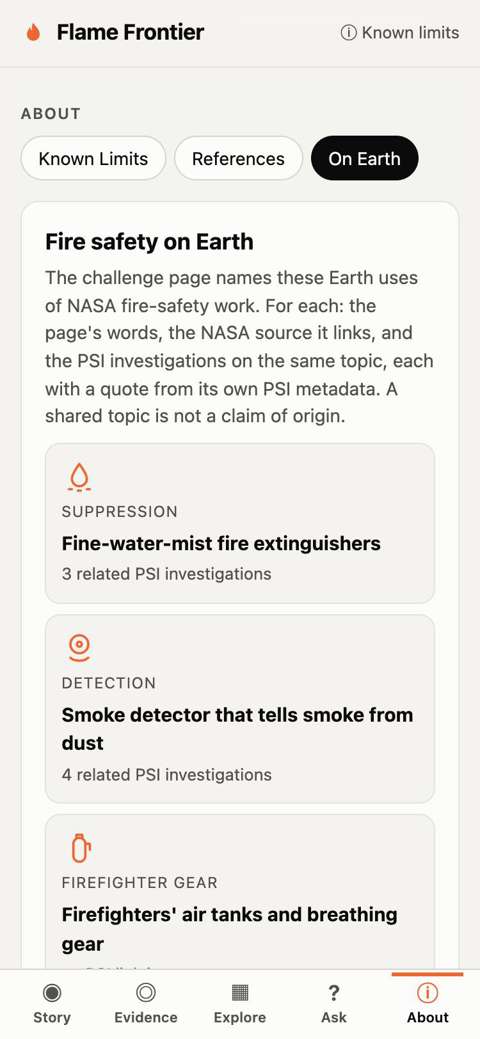 Flame Frontier
ⓘ Known limits
ABOUT
Known Limits
References
On Earth
Fire safety on Earth
The challenge page names these Earth uses
of NASA fire-safety work. For each: the
page's words, the NASA source it links, and
the PSI investigations on the same topic, each
with a quote from its own PSI metadata. A
shared topic is not a claim of origin.
SUPPRESSION
Fine-water-mist fire extinguishers
3 related PSI investigations
DETECTION
Smoke detector that tells smoke from
dust
4 related PSI investigations
FIREFIGHTER GEAR
Firefighters' air tanks and breathing
gear
Story
Evidence
Explore
? Ask
ⓘ About